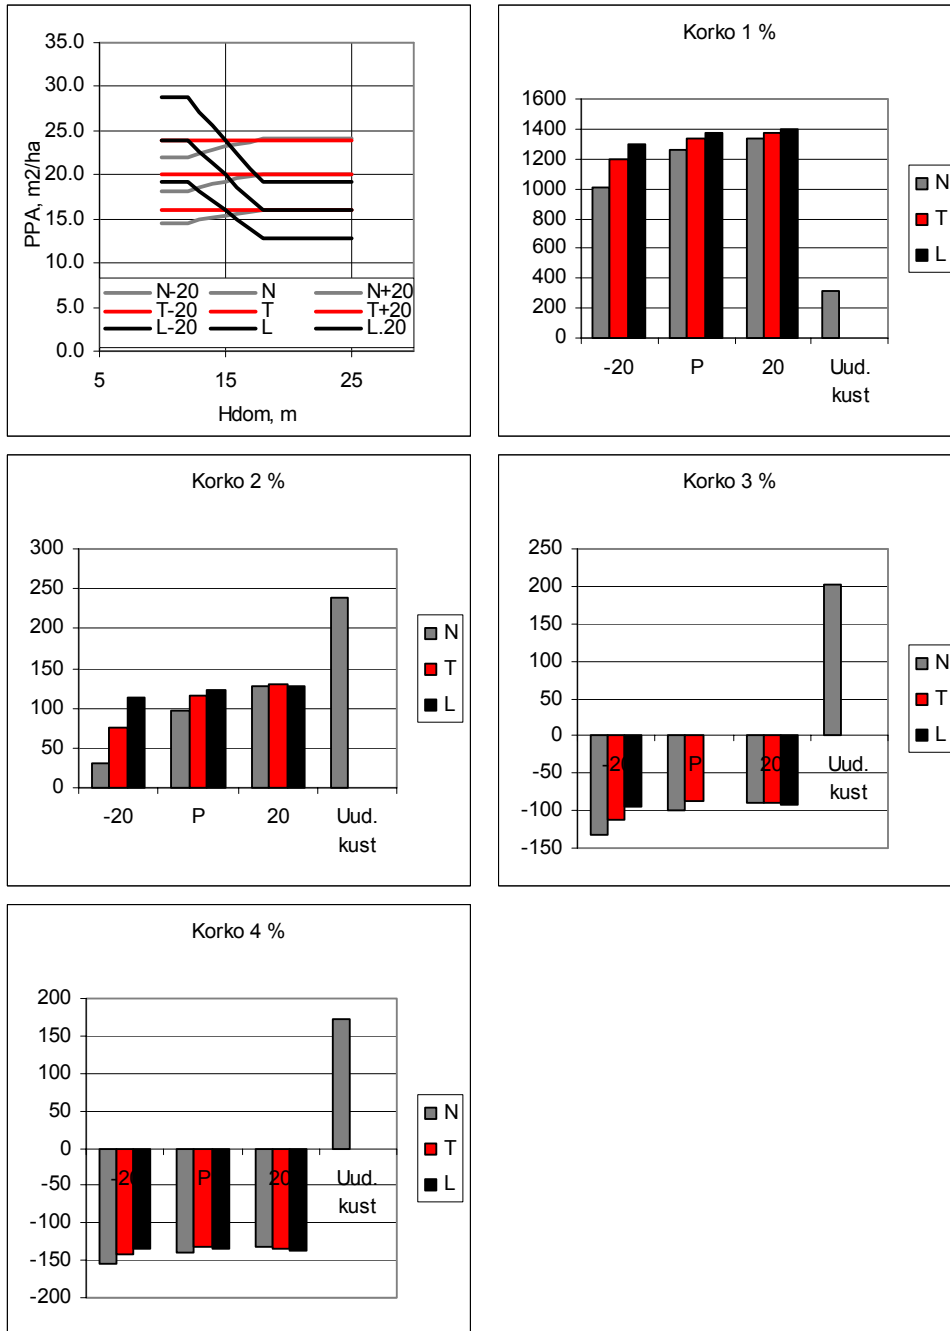 35.0
30.0
25.0
20.0
15.0
10.0
5.0
0.0
PPA, m2/ha
N-20 N N+20
T-20 T T+20
L-20 L L.20
5 15 25
Hdom, m
Korko 1 %
1600
1400
1200
1000
800
600
400
200
0
-20 P 20 Uud.
kust
N
T
L
Korko 2 %
300
250
200
150
100
50
0
-20 P 20 Uud.
kust
N
T
L
Korko 3 %
250
200
150
100
50
0
-50
-100
-150
-20 P 20 Uud.
kust
N
T
L
Korko 4 %
200
150
100
50
0
-50
-100
-150
-200
-20 P 20 Uud.
kust
N
T
L